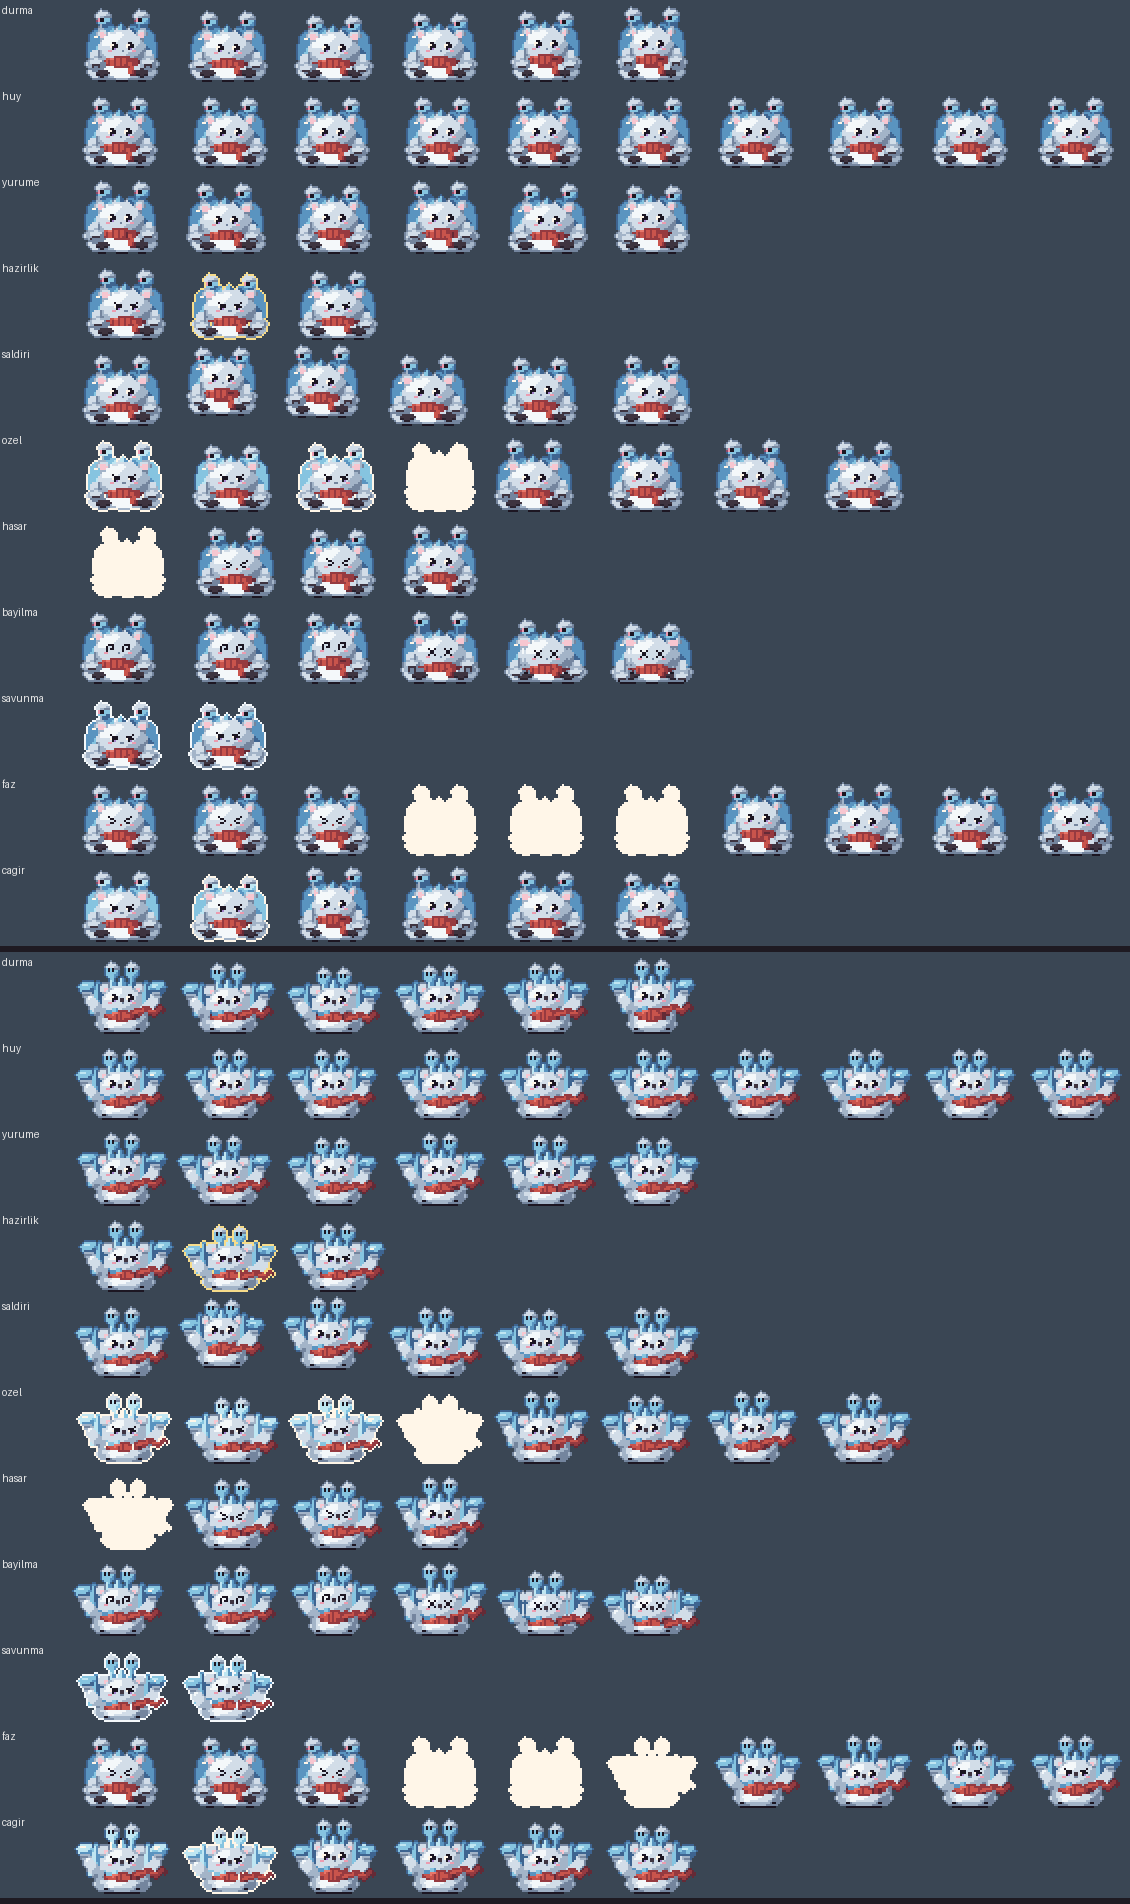 durma
huy
yurume
hazirlik
saldiri
ozel
hasar
bayilma
savunma
faz
cagir
durma
huy
yurume
hazirlik
saldiri
ozel
hasar
bayilma
savunma
faz
cagir